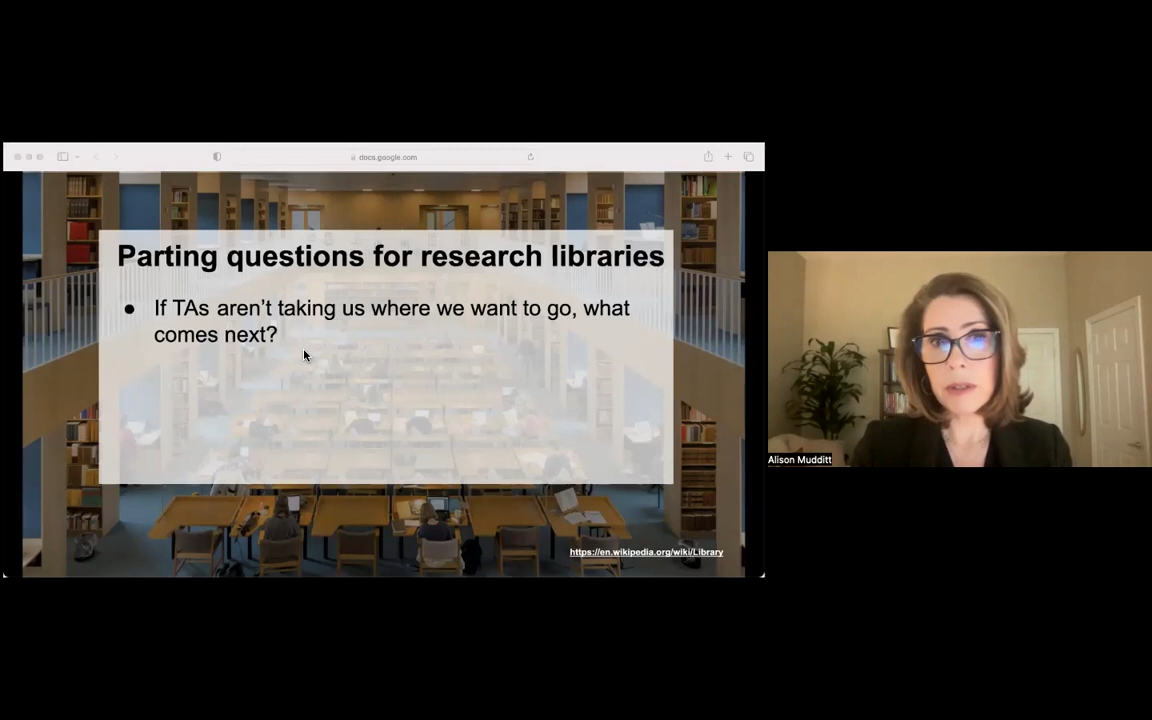 docs.google.com
Parting questions for research libraries
● If TAs aren’t taking us where we want to go, what
comes next?
https://en.wikipedia.org/wiki/Library
Alison Mudditt